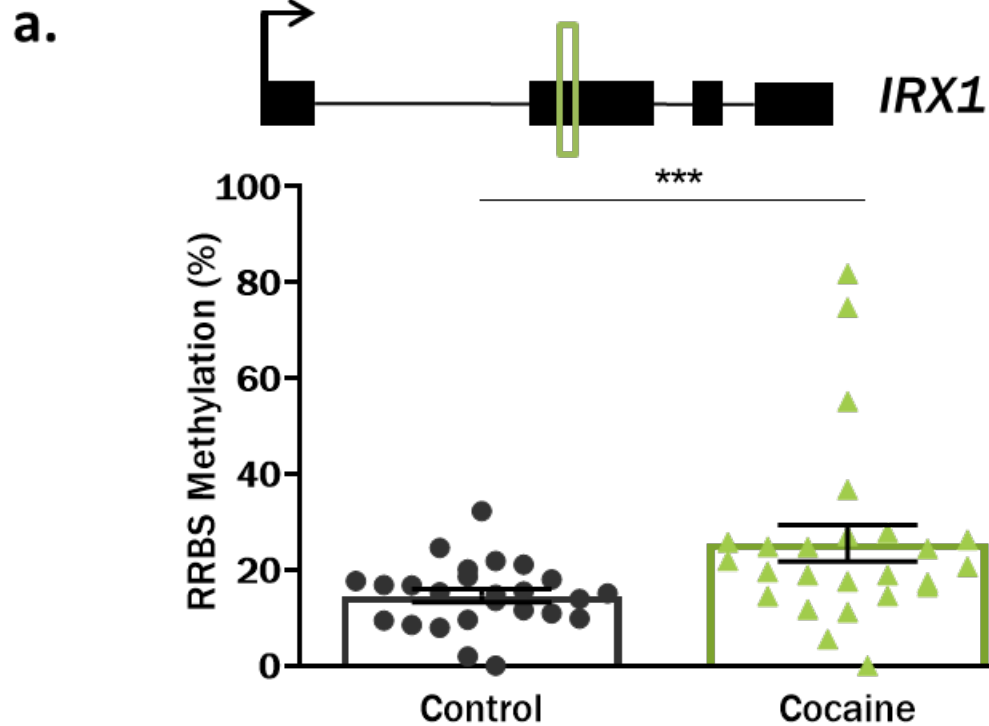 a.
IRX1
***
100
80
60
40
20
0
RRBS Methylation (%)
Control
Cocaine